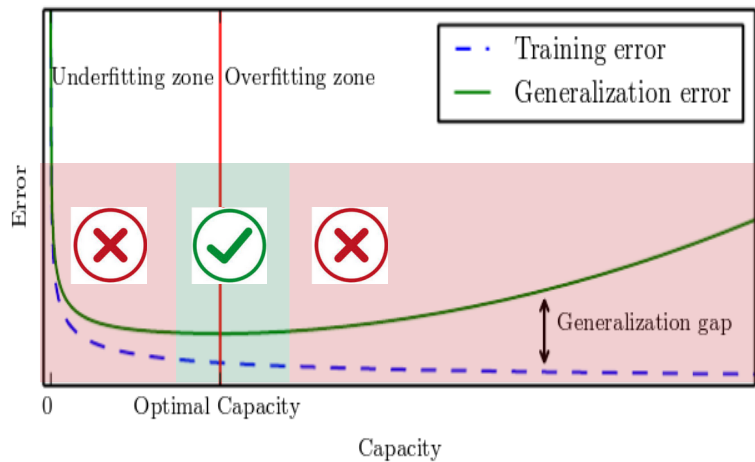 Training error
Generalization error
Underfitting zone
Overfitting zone
Error
Generalization gap
0
Optimal Capacity
Capacity